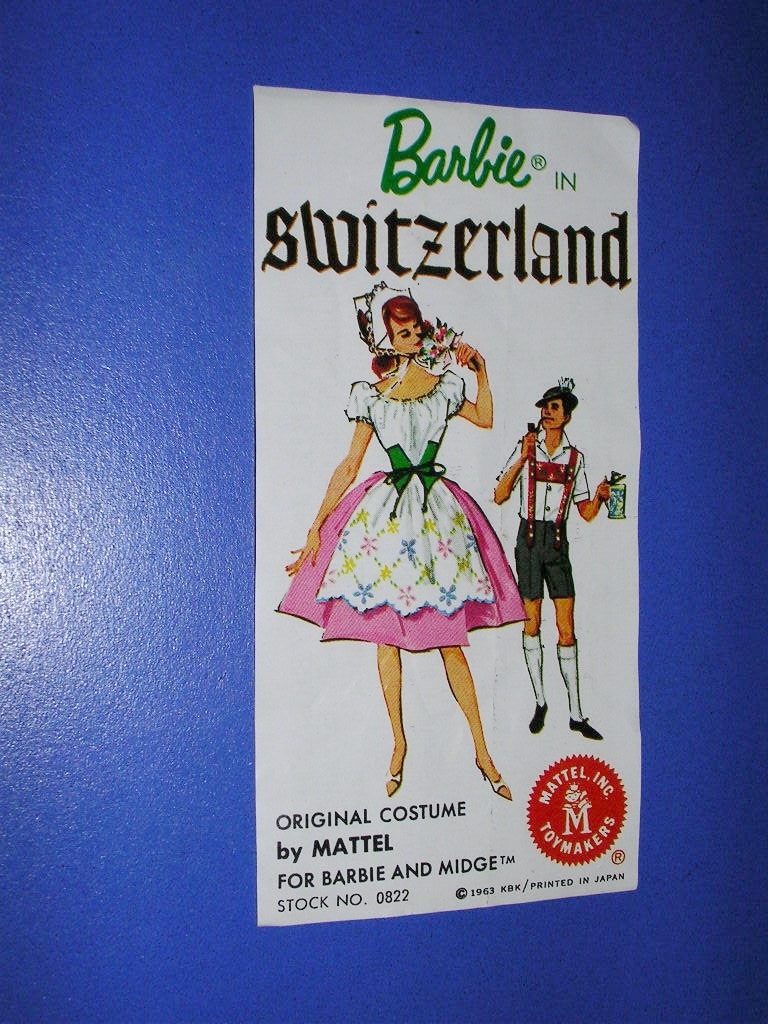 Barbie® IN
switzerland
ORIGINAL COSTUME
by MATTEL
FOR BARBIE AND MIDGE™
STOCK NO. 0822
MATTEL, INC.
M
TOYMAKERS
®
© 1963 KBK/PRINTED IN JAPAN